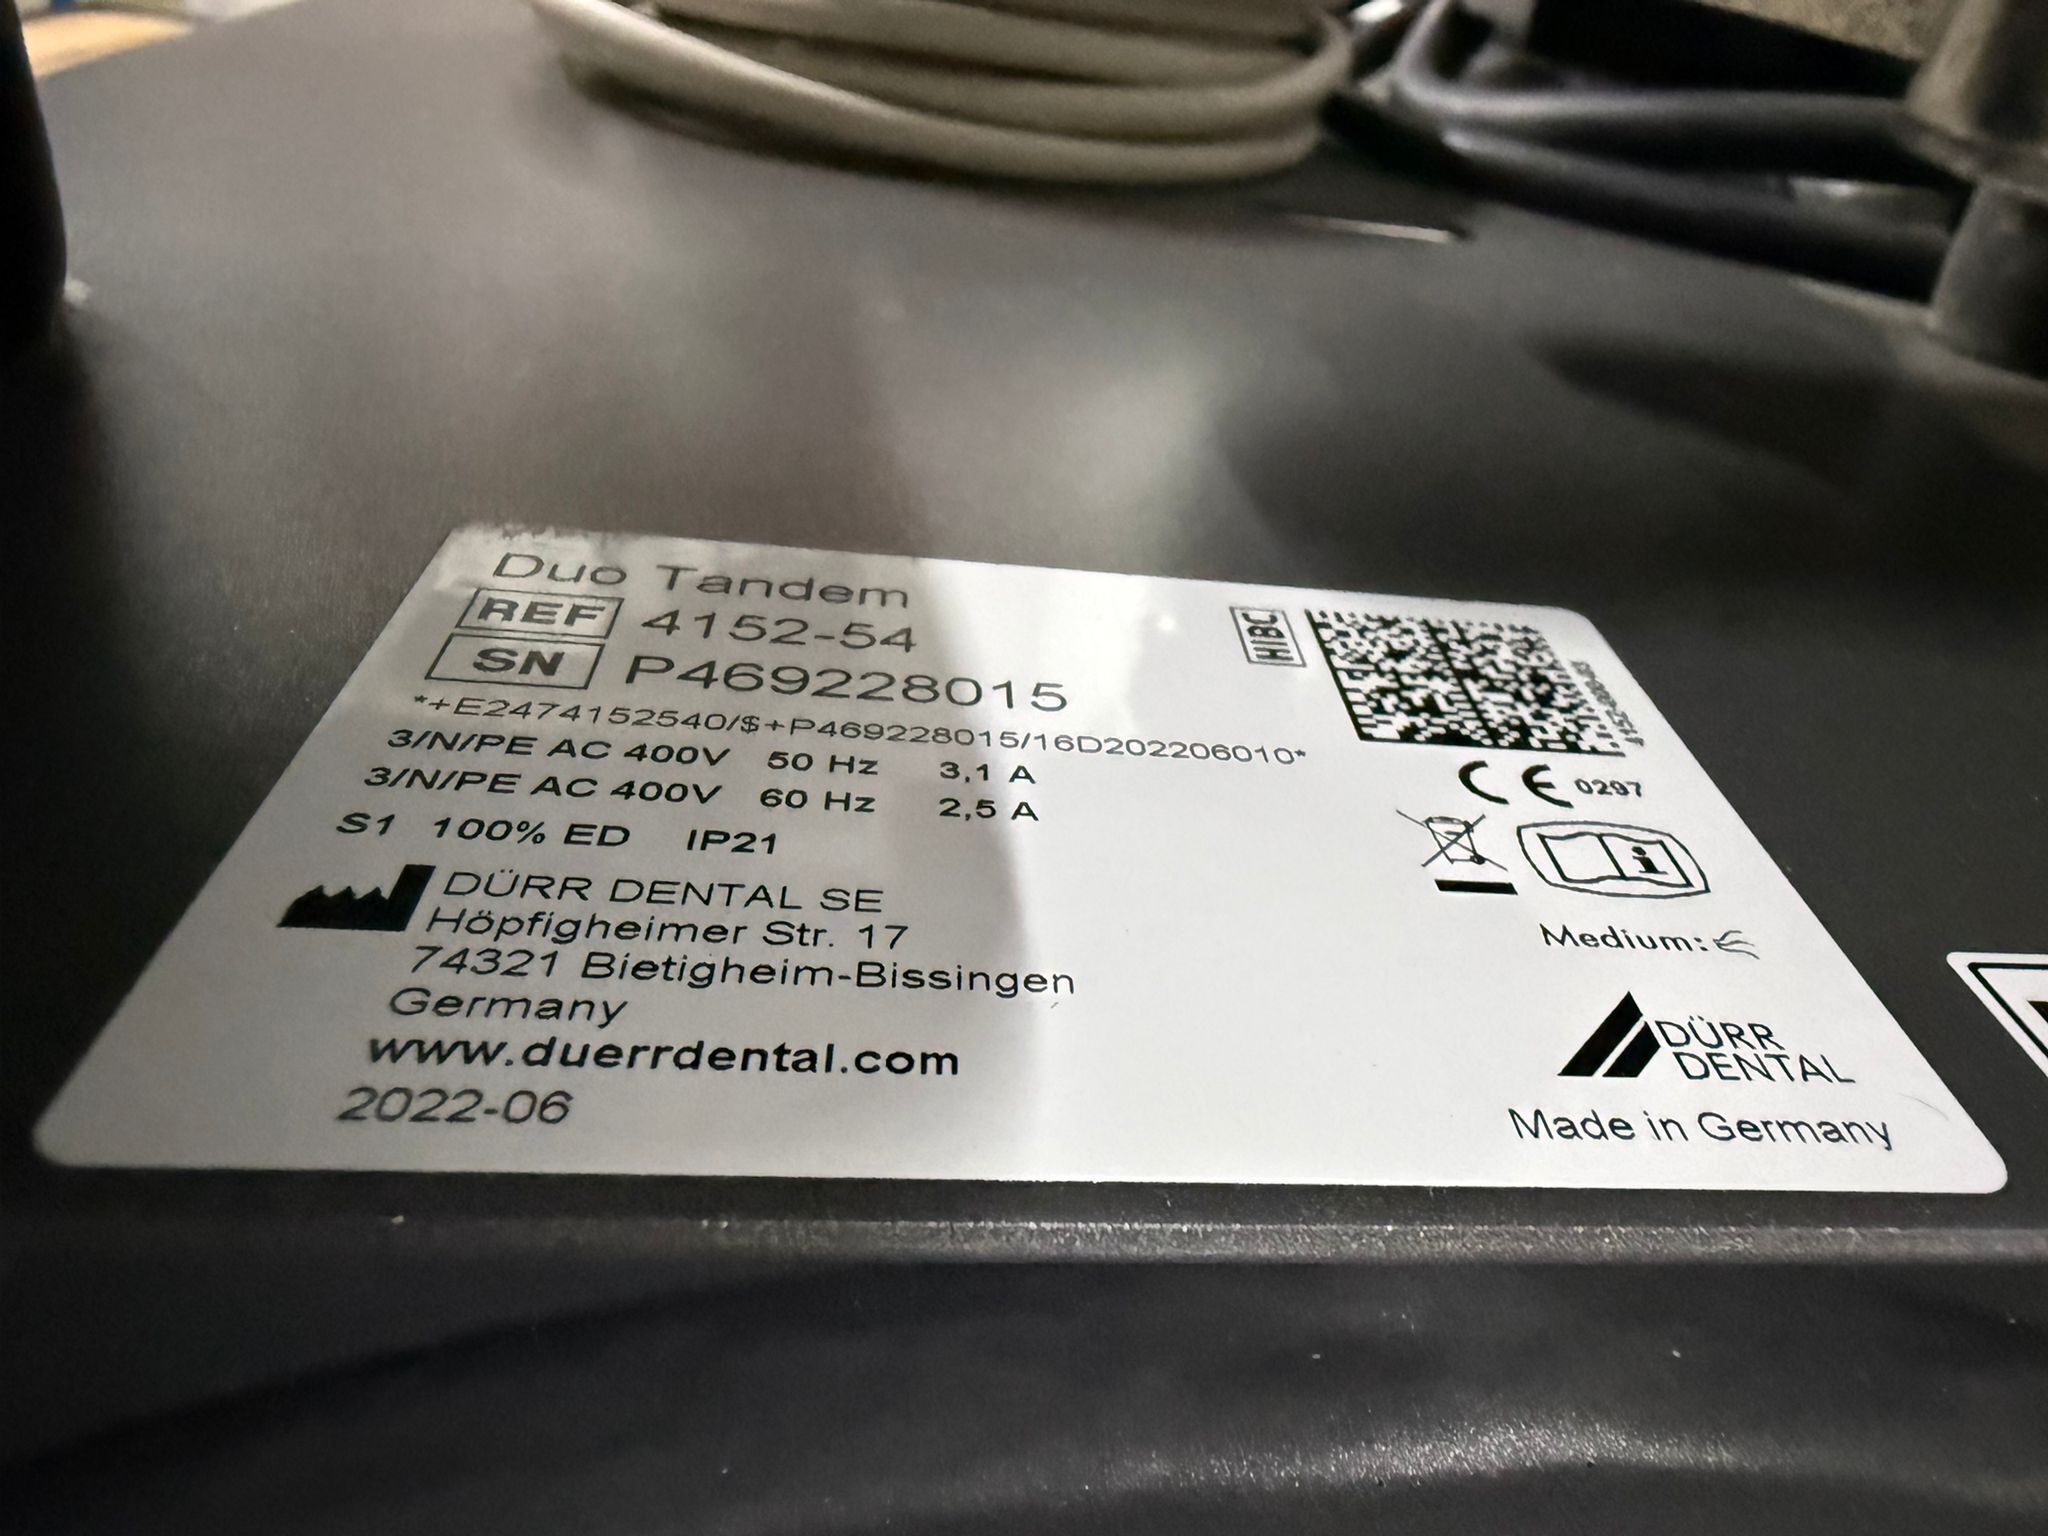 Duo Tandem
REF 4152-54
SN P469228015
*+E2474152540/$+P469228015/16D202206010*
3/N/PE AC 400V 50 Hz 3,1 A
3/N/PE AC 400V 60 Hz 2,5 A
S1 100% ED IP21
DÜRR DENTAL SE
Höpfigheimer Str. 17
74321 Bietigheim-Bissingen
Germany
www.duerrdental.com
2022-06
HIBC
CE 0297
Medium:
DÜRR
DENTAL
Made in Germany